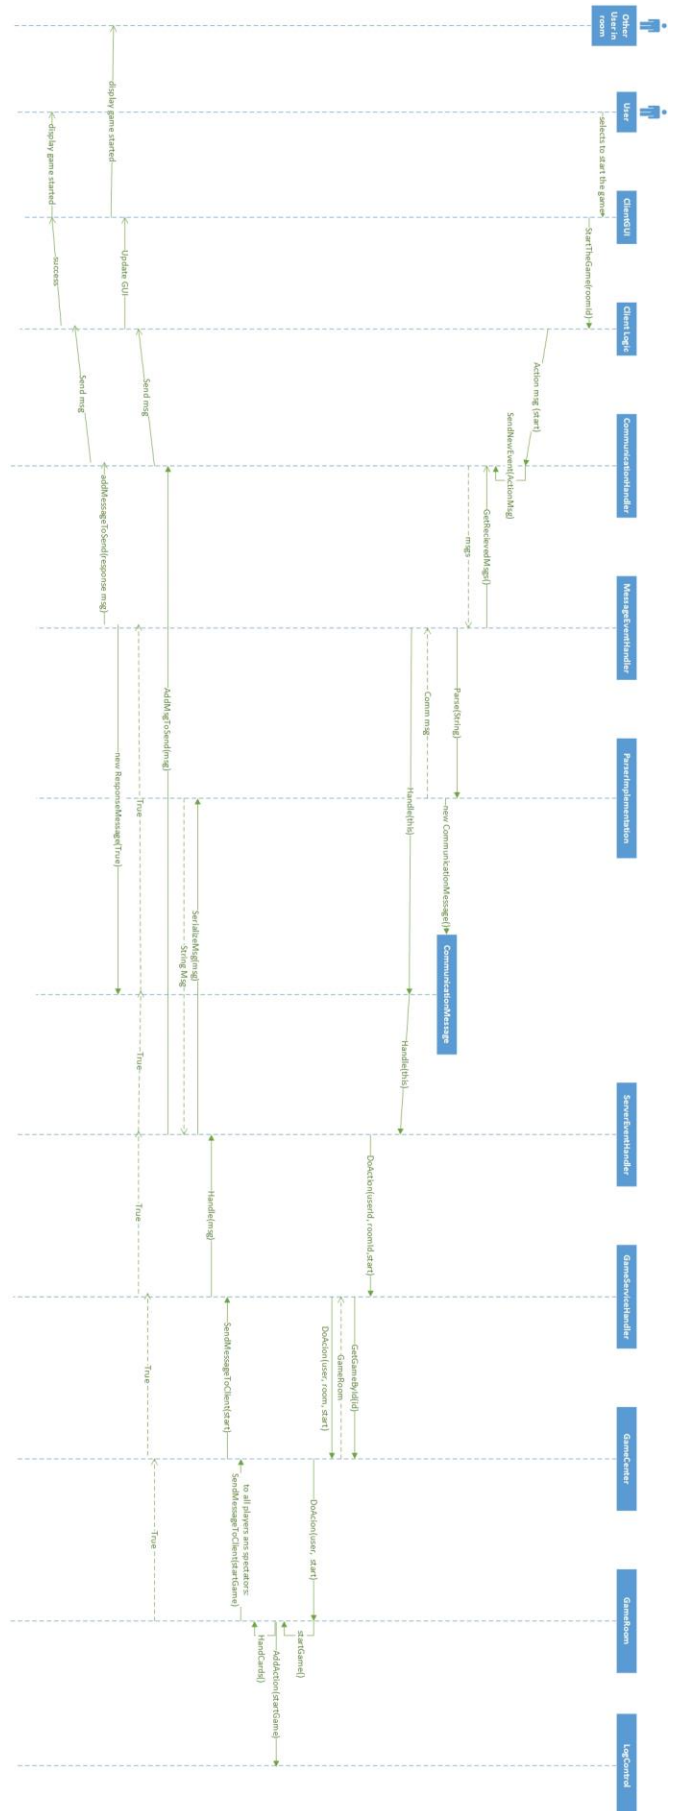 Other
User in
room
User
ClientGUI
Client Logic
CommunicationHandler
MessageEventHandler
ParserImplementation
CommunicationMessage
ServerEventHandler
GameServiceHandler
GameCenter
GameRoom
LogControl
selects to start the game
StartTheGame(roomId)
Action msg (start)
SendNewEvent(ActionMsg)
GetRecievedMsgs()
msgs
Parse(String)
new CommunicationMessage()
Comm msg
Handle(this)
Handle(this)
DoAction(userId, roomId,start)
GetGameById(id)
GameRoom
DoAcion(user, room, start)
DoAcion(user, start)
startGame()
AddAction(startGame)
HandCards()
to all players ans spectators:
SendMessageToClient(startGame)
SendMessageToClient(start)
Handle(msg)
SerializeMsg(msg)
String Msg
AddMsgToSend(msg)
Send msg
Update GUI
display game started
True
True
True
True
True
new ResponseMessage(True)
addMessageToSend(response msg)
Send msg
success
display game started